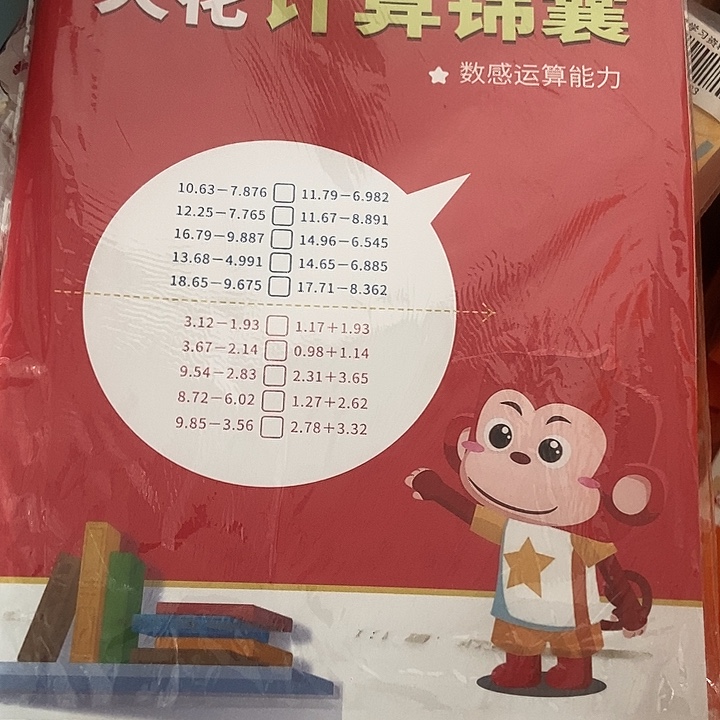 花计算锦囊
数感运算能力
10.63-7.876 □ 11.79-6.982
12.25-7.765 □ 11.67-8.891
16.79-9.887 □ 14.96-6.545
13.68-4.991 □ 14.65-6.885
18.65-9.675 □ 17.71-8.362
3.12-1.93 □ 1.17+1.93
3.67-2.14 □ 0.98+1.14
9.54-2.83 □ 2.31+3.65
8.72-6.02 □ 1.27+2.62
9.85-3.56 □ 2.78+3.32